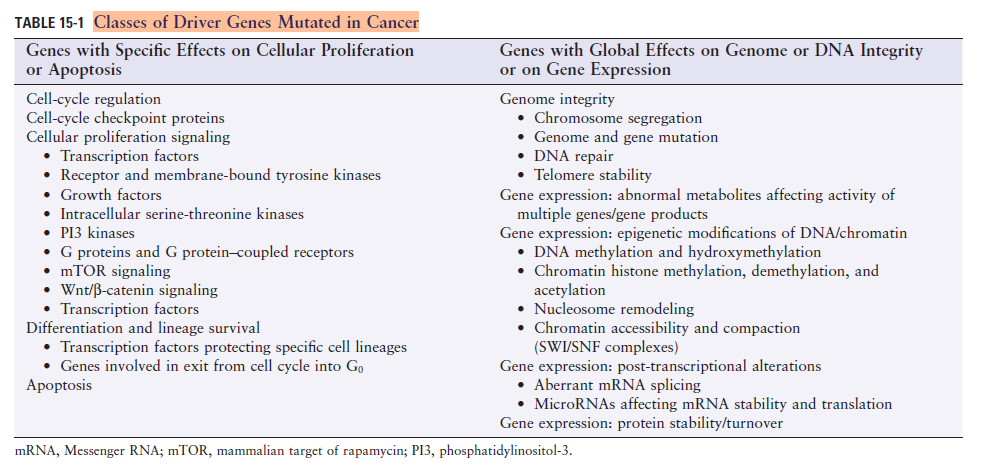 TABLE 15-1 Classes of Driver Genes Mutated in Cancer
Genes with Specific Effects on Cellular Proliferation
or Apoptosis
Cell-cycle regulation
Cell-cycle checkpoint proteins
Cellular proliferation signaling
• Transcription factors
• Receptor and membrane-bound tyrosine kinases
• Growth factors
• Intracellular serine-threonine kinases
• PI3 kinases
• G proteins and G protein–coupled receptors
• mTOR signaling
• Wnt/β-catenin signaling
• Transcription factors
Differentiation and lineage survival
• Transcription factors protecting specific cell lineages
• Genes involved in exit from cell cycle into G₀
Apoptosis
Genes with Global Effects on Genome or DNA Integrity
or on Gene Expression
Genome integrity
• Chromosome segregation
• Genome and gene mutation
• DNA repair
• Telomere stability
Gene expression: abnormal metabolites affecting activity of
multiple genes/gene products
Gene expression: epigenetic modifications of DNA/chromatin
• DNA methylation and hydroxymethylation
• Chromatin histone methylation, demethylation, and
acetylation
• Nucleosome remodeling
• Chromatin accessibility and compaction
(SWI/SNF complexes)
Gene expression: post-transcriptional alterations
• Aberrant mRNA splicing
• MicroRNAs affecting mRNA stability and translation
Gene expression: protein stability/turnover
mRNA, Messenger RNA; mTOR, mammalian target of rapamycin; PI3, phosphatidylinositol-3.